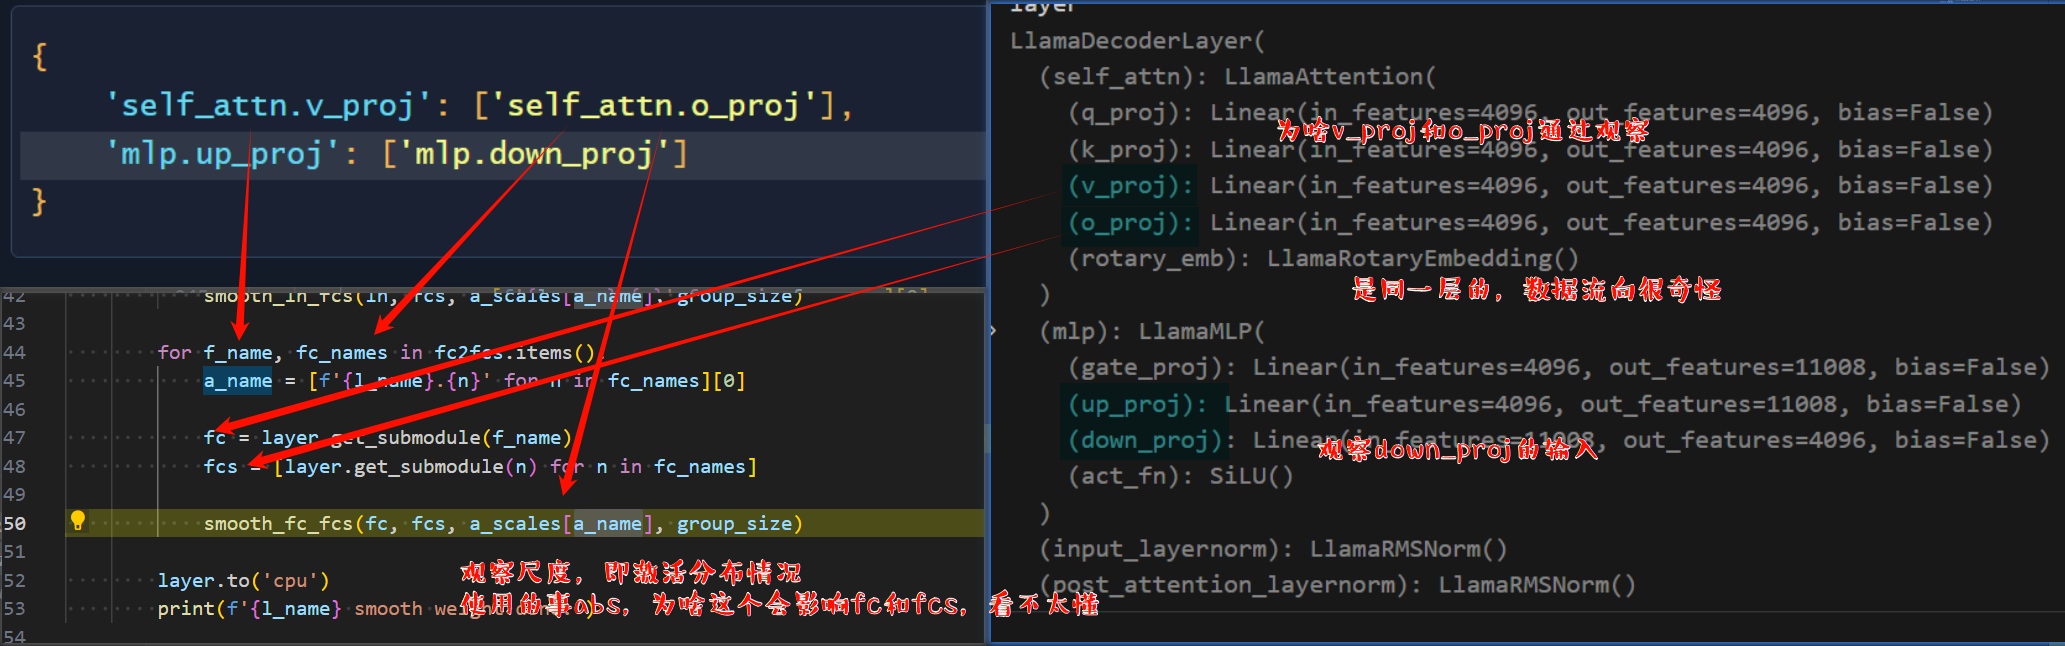 {
'self_attn.v_proj': ['self_attn.o_proj'],
'mlp.up_proj': ['mlp.down_proj']
}
42 smooth_ln_fcs(ln, fcs, a_scales[a_name], group_size)
43
44 for f_name, fc_names in fc2fcs.items():
45 a_name = [f'{l_name}.{n}' for n in fc_names][0]
46
47 fc = layer.get_submodule(f_name)
48 fcs = [layer.get_submodule(n) for n in fc_names]
49
50 smooth_fc_fcs(fc, fcs, a_scales[a_name], group_size)
51
52 layer.to('cpu')
53 print(f'{l_name} smooth weight
54
观察尺度，即激活分布情况
使用的事abs，为啥这个会影响fc和fcs，看不太懂
layer
LlamaDecoderLayer(
(self_attn): LlamaAttention(
(q_proj): Linear(in_features=4096, out_features=4096, bias=False)
为啥v_proj和o_proj通过观察
(k_proj): Linear(in_features=4096, out_features=4096, bias=False)
(v_proj): Linear(in_features=4096, out_features=4096, bias=False)
(o_proj): Linear(in_features=4096, out_features=4096, bias=False)
(rotary_emb): LlamaRotaryEmbedding()
是同一层的，数据流向很奇怪
)
(mlp): LlamaMLP(
(gate_proj): Linear(in_features=4096, out_features=11008, bias=False)
(up_proj): Linear(in_features=4096, out_features=11008, bias=False)
(down_proj): Linear(in_features=11008, out_features=4096, bias=False)
观察down_proj的输入
(act_fn): SiLU()
)
(input_layernorm): LlamaRMSNorm()
(post_attention_layernorm): LlamaRMSNorm()